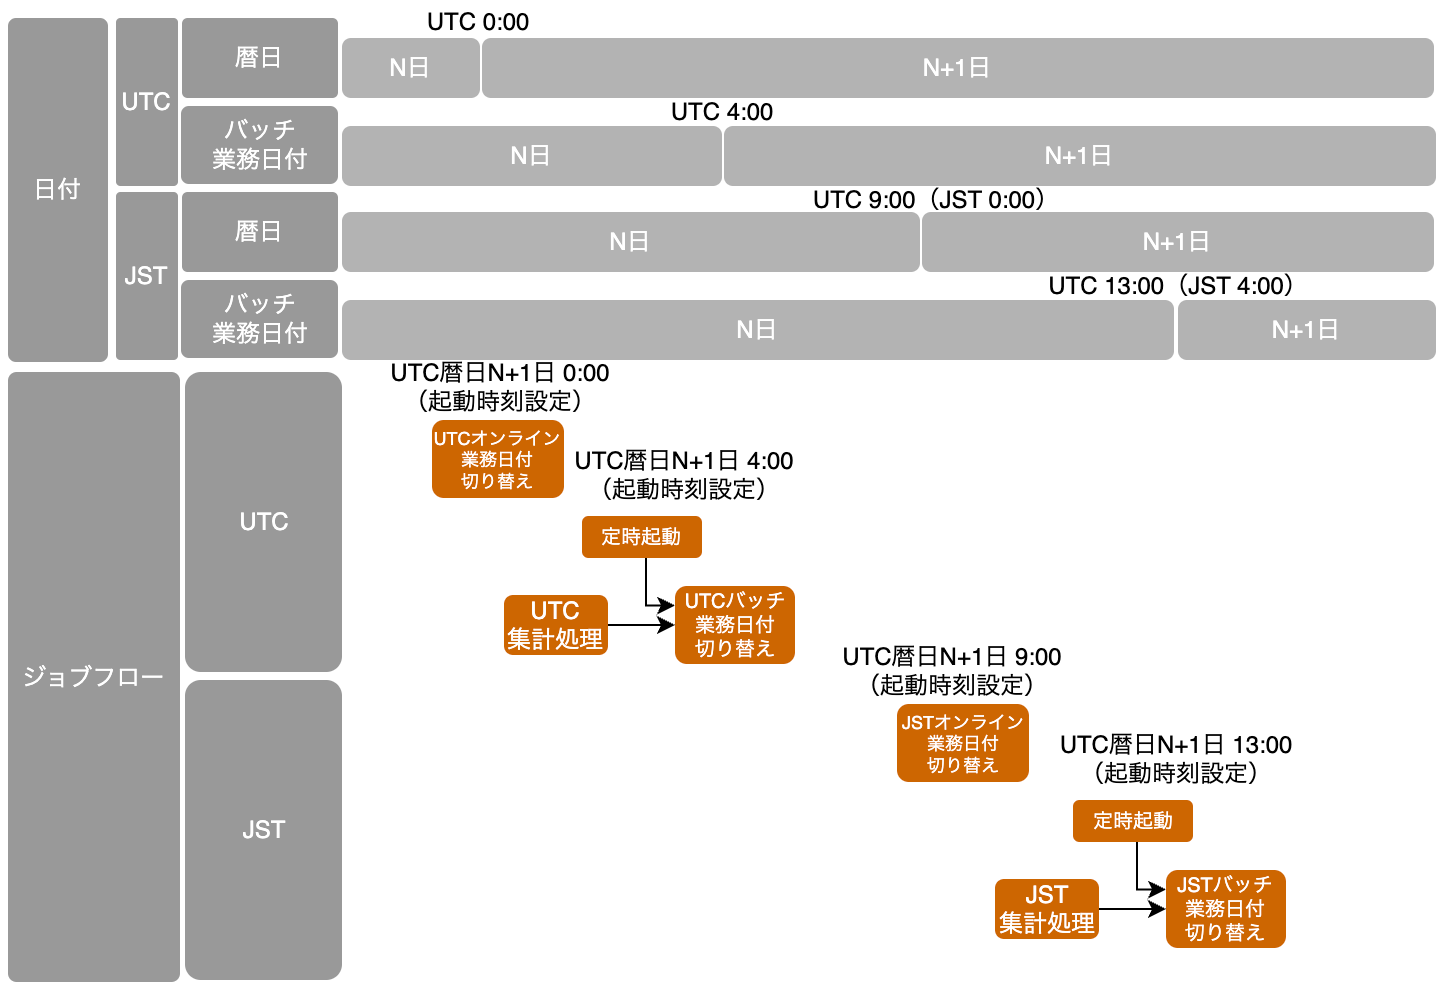 日付
UTC
暦日
UTC 0:00
N日
N+1日
バッチ
業務日付
UTC 4:00
N日
N+1日
JST
暦日
UTC 9:00（JST 0:00）
N日
N+1日
バッチ
業務日付
UTC 13:00（JST 4:00）
N日
N+1日
ジョブフロー
UTC
UTC暦日N+1日 0:00
（起動時刻設定）
UTCオンライン
業務日付
切り替え
UTC暦日N+1日 4:00
（起動時刻設定）
定時起動
UTC
集計処理
UTCバッチ
業務日付
切り替え
JST
UTC暦日N+1日 9:00
（起動時刻設定）
JSTオンライン
業務日付
切り替え
UTC暦日N+1日 13:00
（起動時刻設定）
定時起動
JST
集計処理
JSTバッチ
業務日付
切り替え